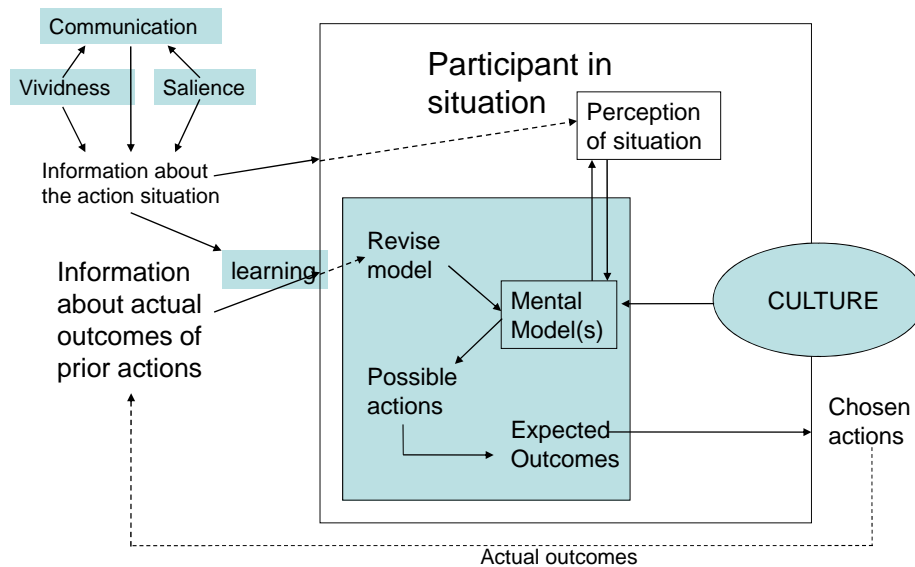 Communication
Vividness
Salience
Information about
the action situation
learning
Information
about actual
outcomes of
prior actions
Participant in
situation
Perception
of situation
Revise
model
Mental
Model(s)
Possible
actions
Expected
Outcomes
CULTURE
Chosen
actions
Actual outcomes